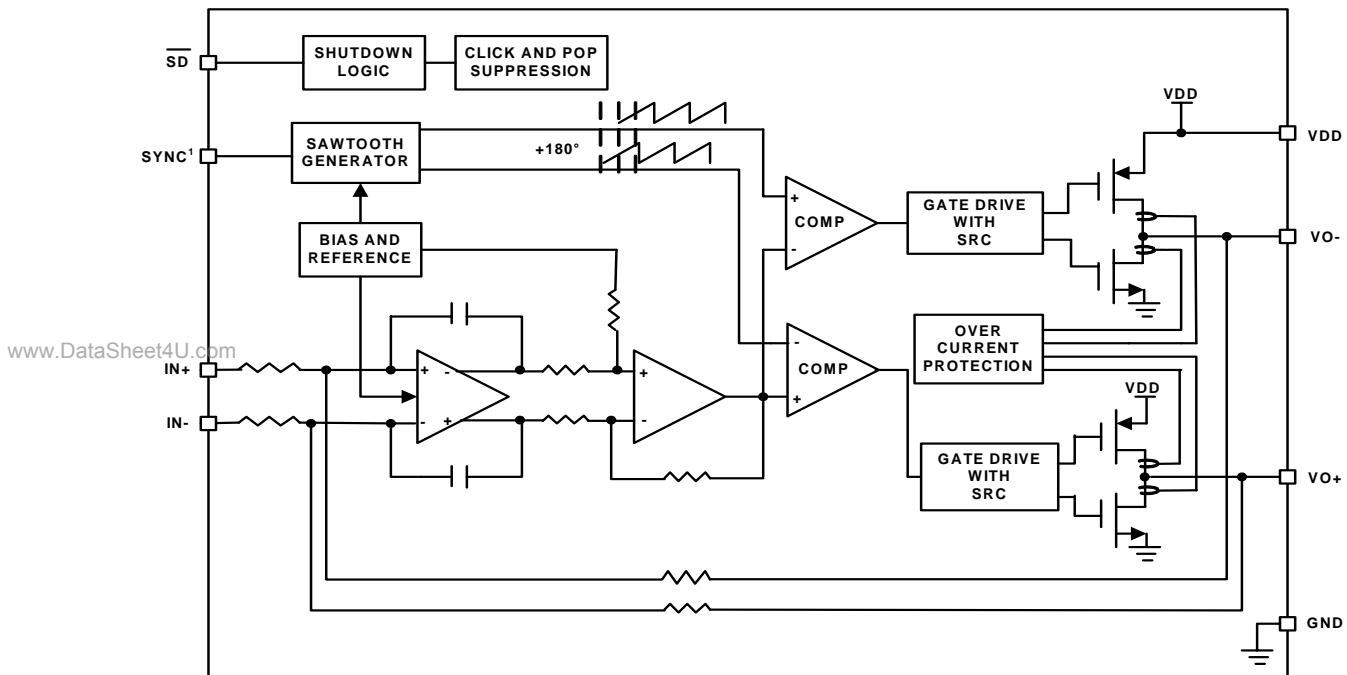 SD
SHUTDOWN
LOGIC
CLICK AND POP
SUPPRESSION
VDD
VDD
SYNC¹
SAWTOOTH
GENERATOR
+180°
+
COMP
-
GATE DRIVE
WITH
SRC
VO-
BIAS AND
REFERENCE
www.DataSheet4U.com
IN+
+ -
+
-
COMP
OVER
CURRENT
PROTECTION
VDD
IN-
- +
-
+
GATE DRIVE
WITH
SRC
VO+
GND